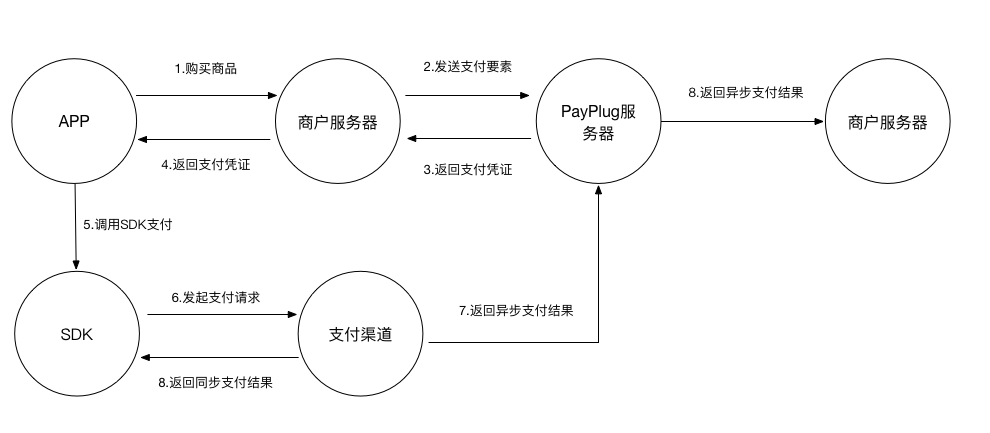 1.购买商品
2.发送支付要素
8.返回异步支付结果
APP
商户服务器
PayPlug服
务器
商户服务器
4.返回支付凭证
3.返回支付凭证
5.调用SDK支付
6.发起支付请求
7.返回异步支付结果
SDK
支付渠道
8.返回同步支付结果